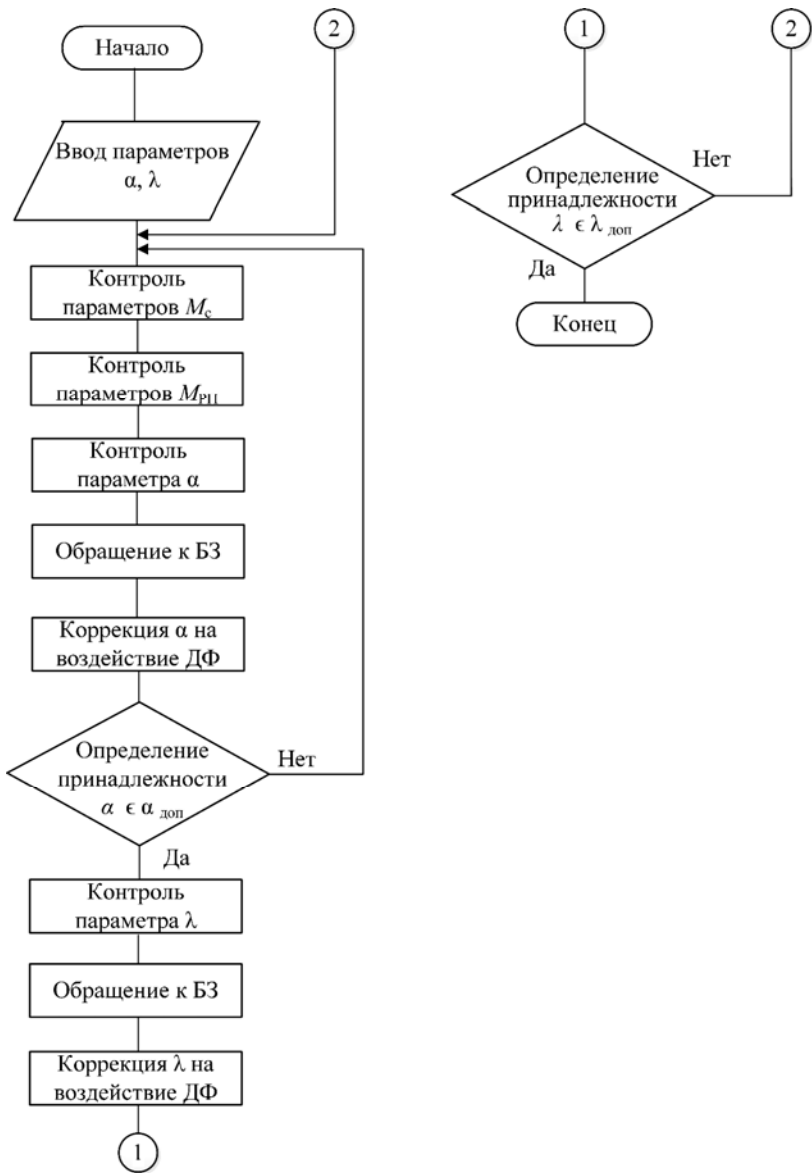 Начало
Ввод параметров
α, λ
Контроль
параметров Mс
Контроль
параметров MРЦ
Контроль
параметра α
Обращение к БЗ
Коррекция α на
воздействие ДФ
Определение
принадлежности
α ϵ α доп
Нет
Да
Контроль
параметра λ
Обращение к БЗ
Коррекция λ на
воздействие ДФ
1
2
1
2
Определение
принадлежности
λ ϵ λ доп
Нет
Да
Конец